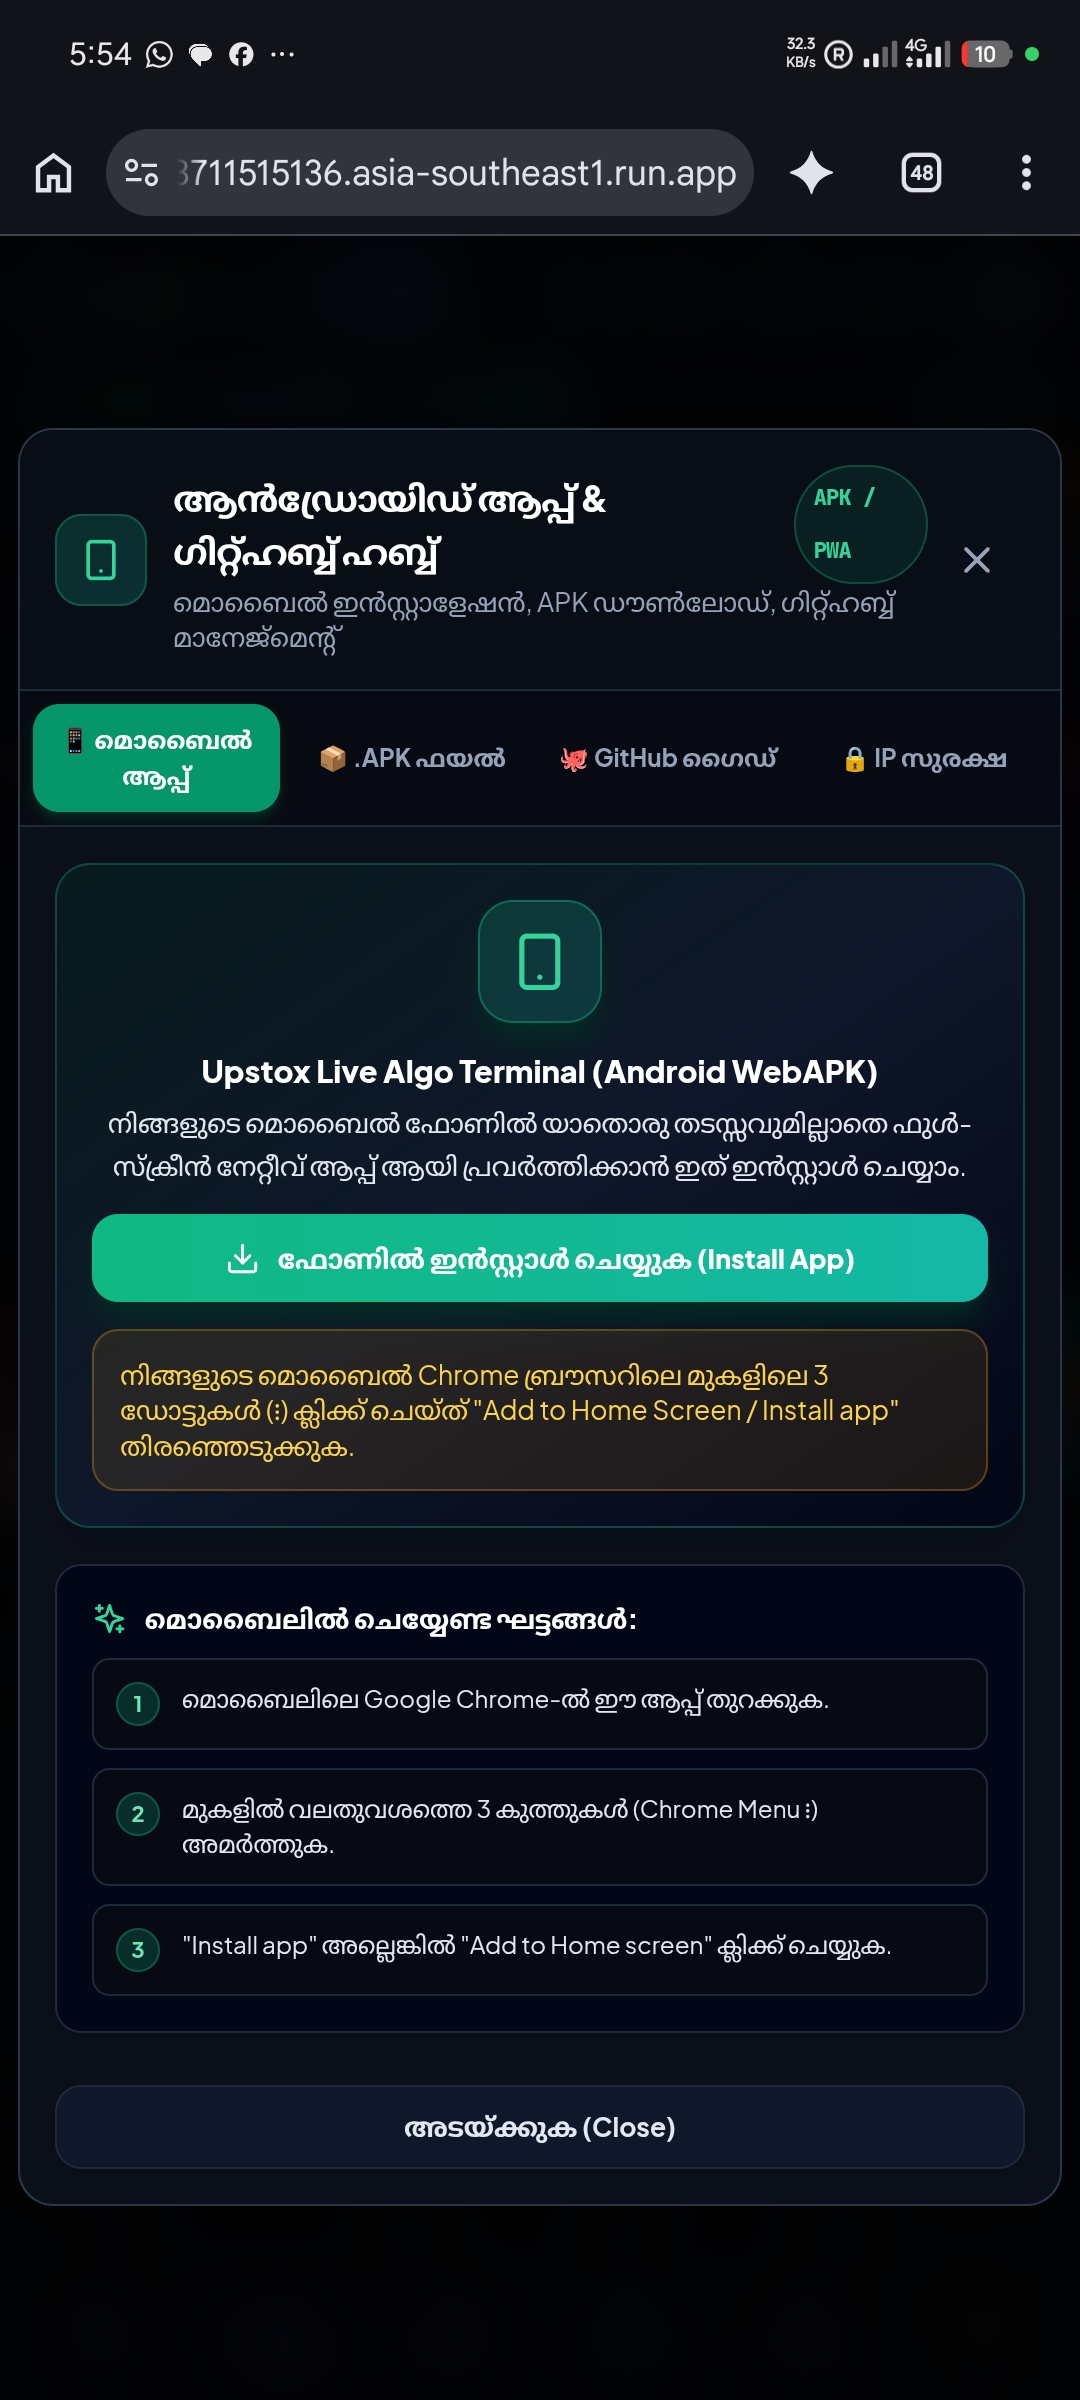 5:54
32.3
KB/s
R
4G
10
3711515136.asia-southeast1.run.app
48
ആൻഡ്രോയിഡ് ആപ്പ് &
ഗിറ്റ്ഹബ്ബ് ഹബ്ബ്
APK /
PWA
മൊബൈൽ ഇൻസ്റ്റാളേഷൻ, APK ഡൗൺലോഡ്, ഗിറ്റ്ഹബ്ബ്
മാനേജ്മെന്റ്
📱 മൊബൈൽ
ആപ്പ്
📦 .APK ഫയൽ
🐙 GitHub ഗൈഡ്
🔒 IP സുരക്ഷ
Upstox Live Algo Terminal (Android WebAPK)
നിങ്ങളുടെ മൊബൈൽ ഫോണിൽ യാതൊരു തടസ്സവുമില്ലാതെ ഫുൾ-
സ്ക്രീൻ നേറ്റീവ് ആപ്പ് ആയി പ്രവർത്തിക്കാൻ ഇത് ഇൻസ്റ്റാൾ ചെയ്യാം.
ഫോണിൽ ഇൻസ്റ്റാൾ ചെയ്യുക (Install App)
നിങ്ങളുടെ മൊബൈൽ Chrome ബ്രൗസറിലെ മുകളിലെ 3
ഡോട്ടുകൾ (⋮) ക്ലിക്ക് ചെയ്ത് "Add to Home Screen / Install app"
തിരഞ്ഞെടുക്കുക.
മൊബൈലിൽ ചെയ്യേണ്ട ഘട്ടങ്ങൾ:
1 മൊബൈലിലെ Google Chrome-ൽ ഈ ആപ്പ് തുറക്കുക.
2 മുകളിൽ വലതുവശത്തെ 3 കുത്തുകൾ (Chrome Menu ⋮)
അമർത്തുക.
3 "Install app" അല്ലെങ്കിൽ "Add to Home screen" ക്ലിക്ക് ചെയ്യുക.
അടയ്ക്കുക (Close)